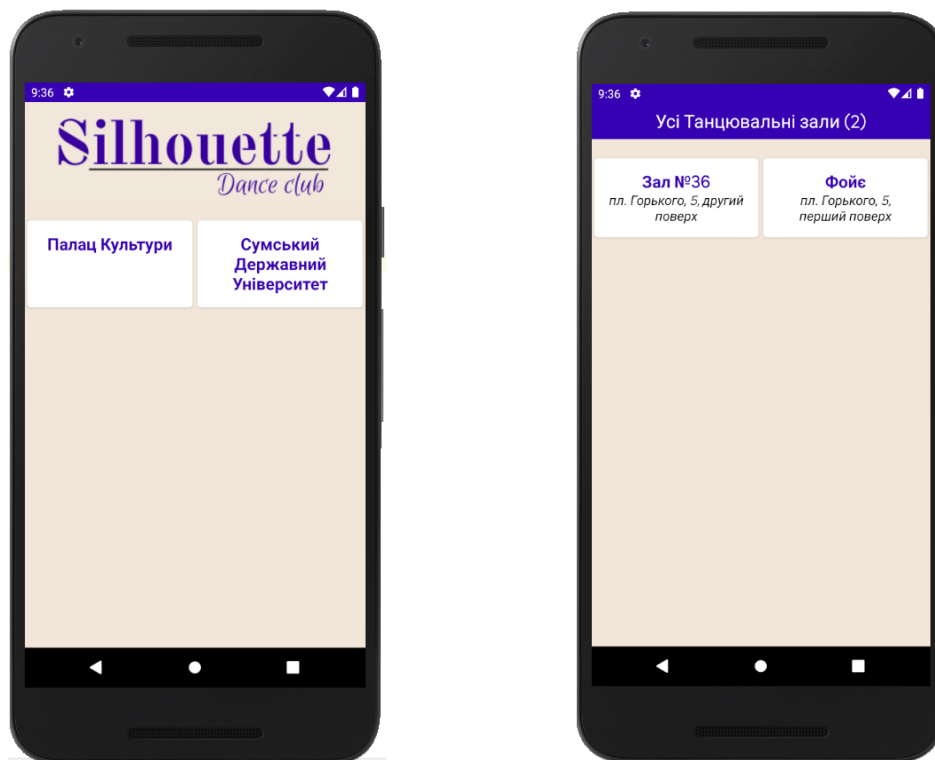 9:36
Silhouette
Dance club
Палац Культури
Сумський
Державний
Університет
9:36
Усі Танцювальні зали (2)
Зал №36
пл. Горького, 5, другий
поверх
Фойє
пл. Горького, 5,
перший поверх